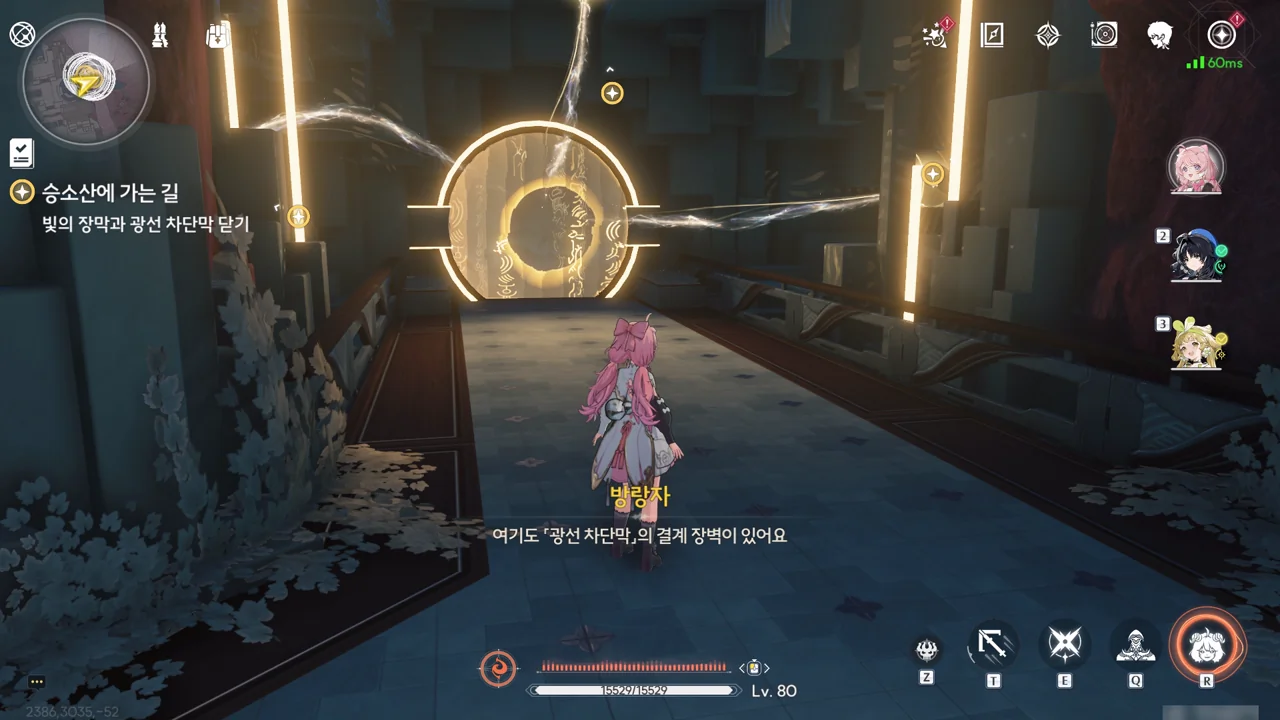 60ms
승소산에 가는 길
빛의 장막과 광선 차단막 닫기
2
3
방랑자
여기도 「광선 차단막」의 결계 장벽이 있어요
Z
T
E
Q
R
15529/15529
Lv. 80
2386,3035,-52